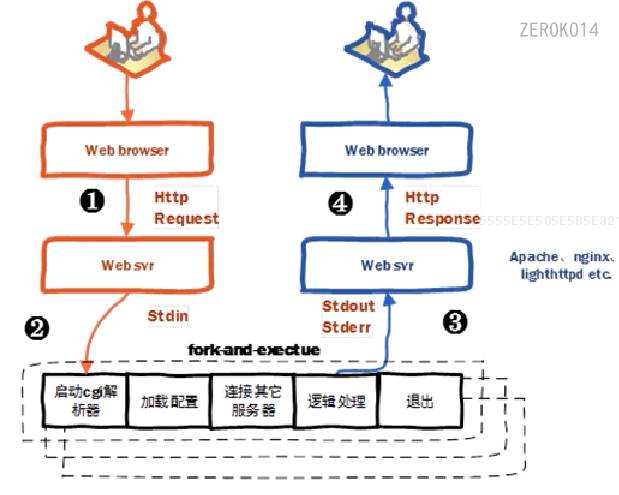 ZEROK014
Web browser
Web browser
❶
Http
Request
❹
Http
Response
Web svr
Web svr
Apache、nginx、
lighthttpd etc.
❷
Stdin
Stdout
Stderr
❸
fork-and-exectue
启动cgi解
析器
加载配置
连接其它
服务器
逻辑处理
退出